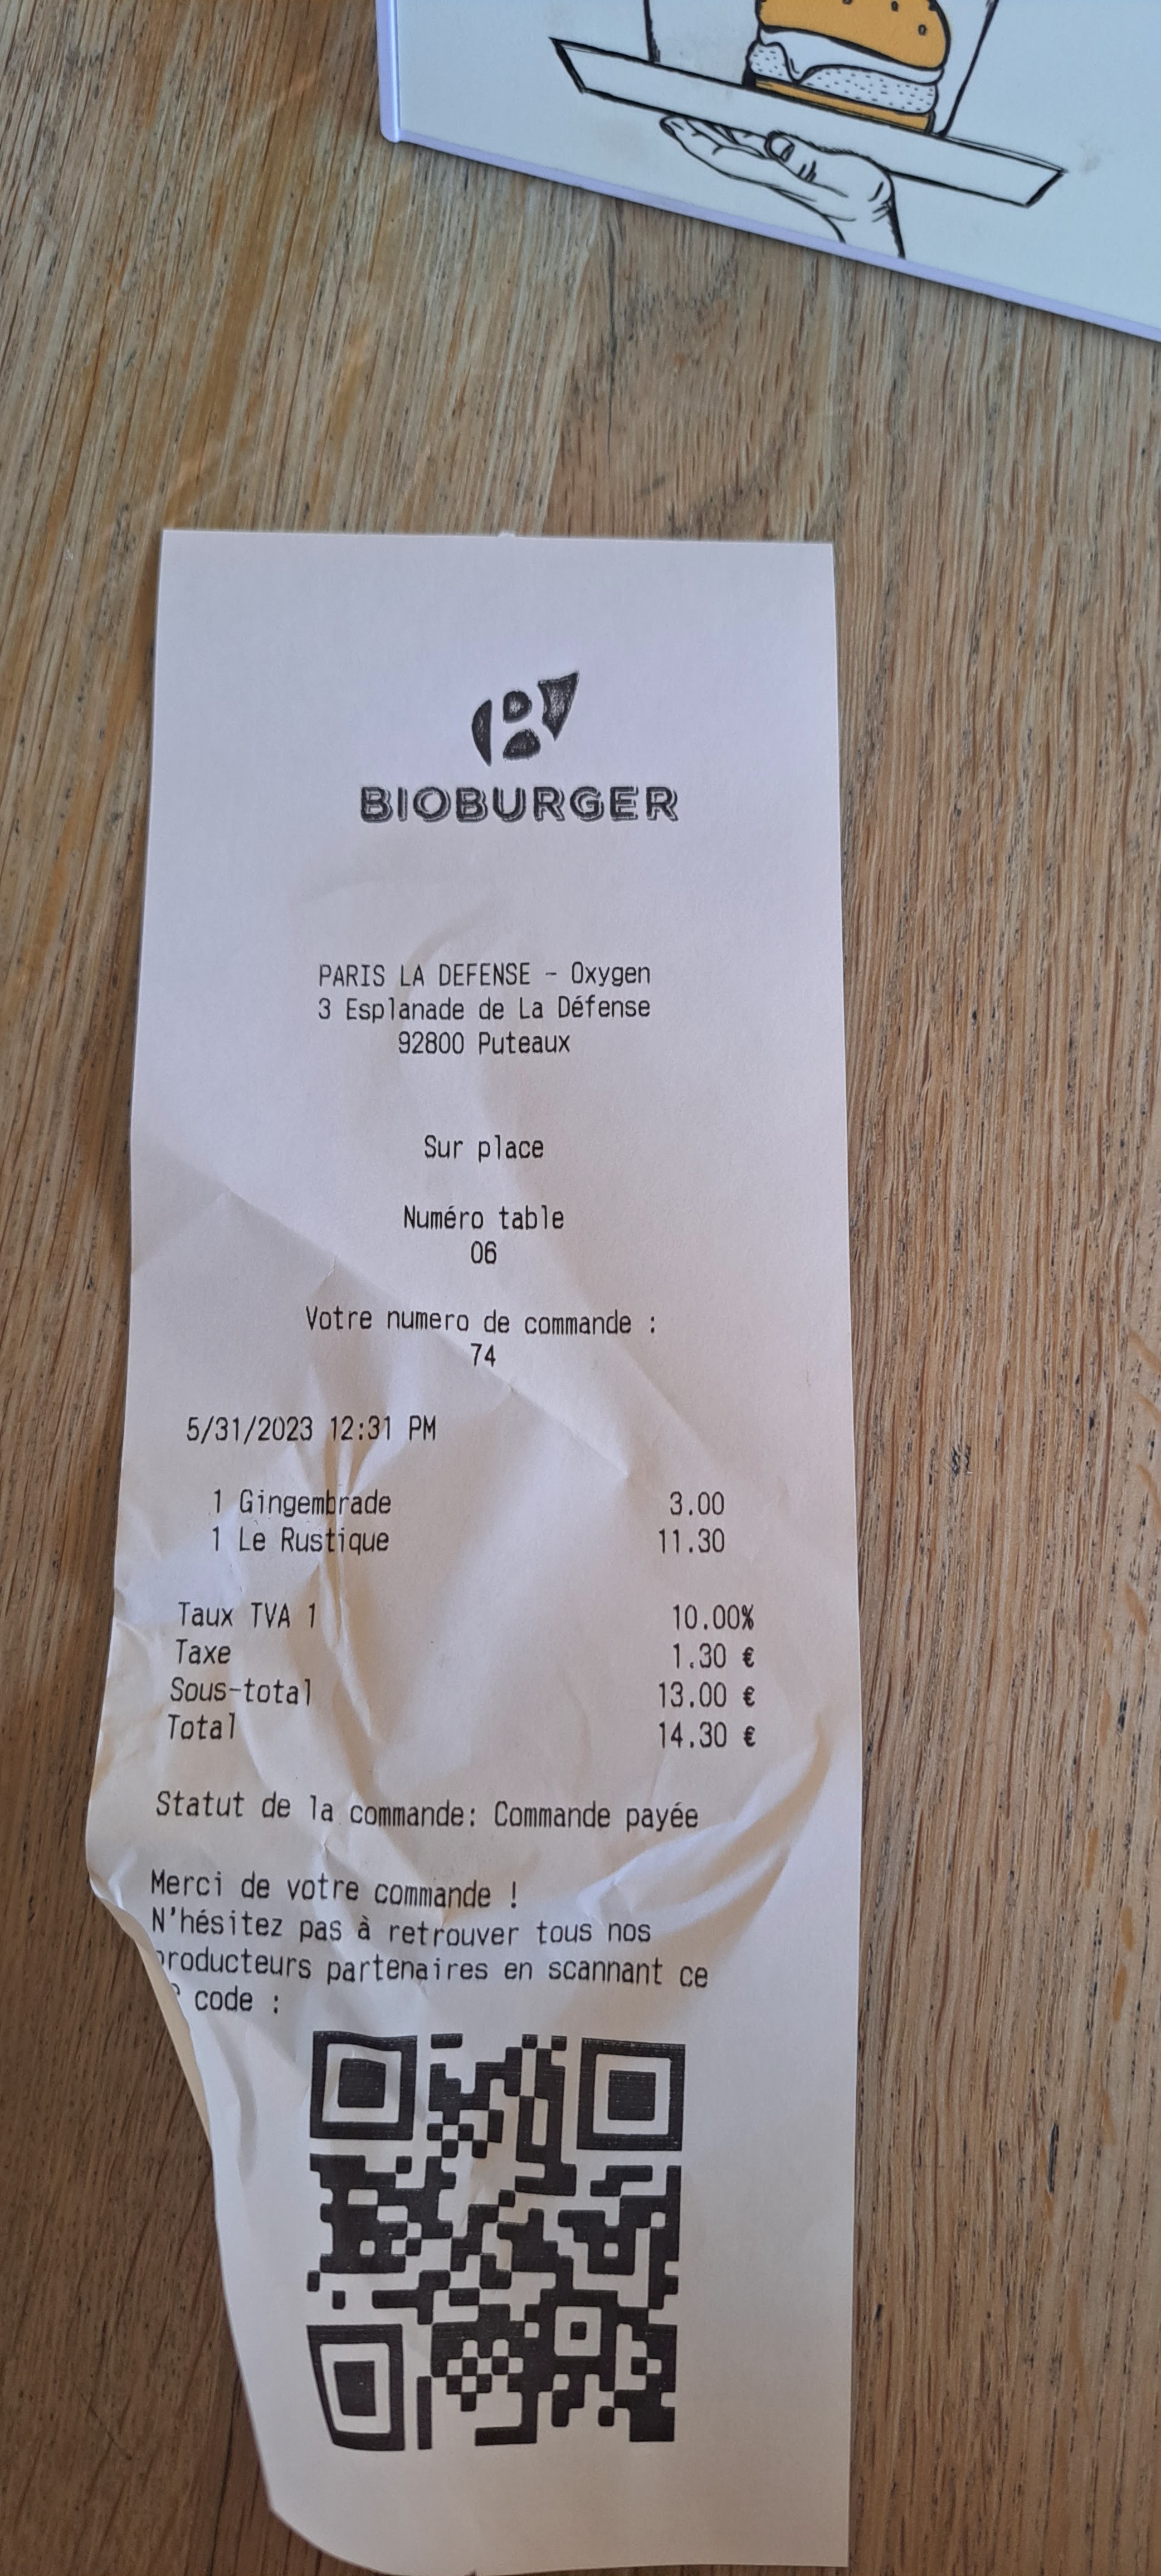 BIOBURGER
PARIS LA DEFENSE - Oxygen
3 Esplanade de La Défense
92800 Puteaux
Sur place
Numéro table
06
Votre numero de commande :
74
5/31/2023 12:31 PM
1 Gingembrade 3.00
1 Le Rustique 11.30
Taux TVA 1 10.00%
Taxe 1.30 €
Sous-total 13.00 €
Total 14.30 €
Statut de la commande: Commande payée
Merci de votre commande !
N'hésitez pas à retrouver tous nos
producteurs partenaires en scannant ce
code :